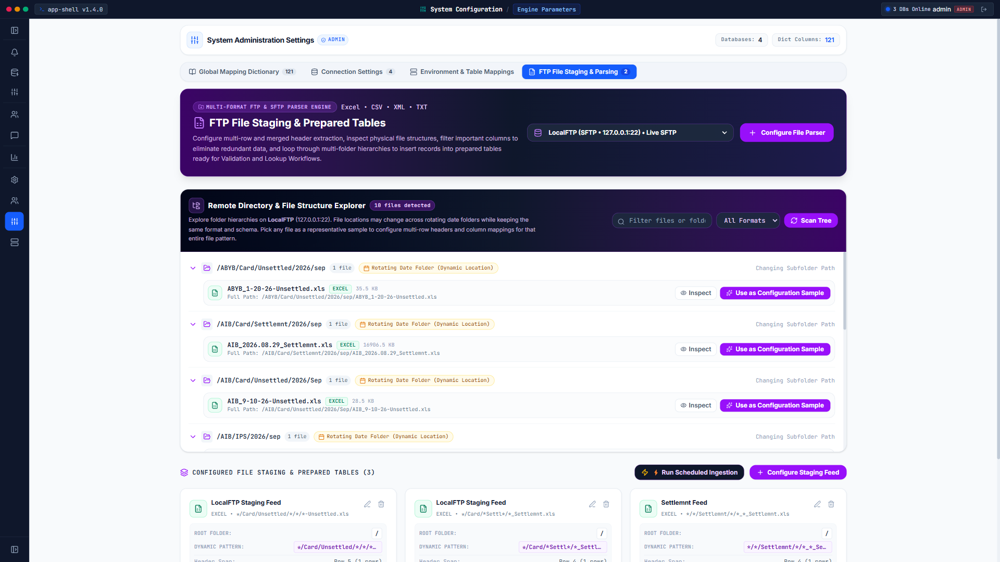 app-shell v1.4.0
System Configuration / Engine Parameters
3 DBs Online admin ADMIN
System Administration Settings ADMIN
Databases: 4
Dict Columns: 121
Global Mapping Dictionary 121
Connection Settings 4
Environment & Table Mappings
FTP File Staging & Parsing 2
MULTI-FORMAT FTP & SFTP PARSER ENGINE Excel • CSV • XML • TXT
FTP File Staging & Prepared Tables
Configure multi-row and merged header extraction, inspect physical file structures, filter important columns to
eliminate redundant data, and loop through multi-folder hierarchies to insert records into prepared tables
ready for Validation and Lookup Workflows.
LocalFTP (SFTP • 127.0.0.1:22) • Live SFTP
Configure File Parser
Remote Directory & File Structure Explorer 10 files detected
Explore folder hierarchies on LocalFTP (127.0.0.1:22). File locations may change across rotating date folders while keeping the
same format and schema. Pick any file as a representative sample to configure multi-row headers and column mappings for that
entire file pattern.
Filter files or fold
All Formats
Scan Tree
/ABYB/Card/Unsettled/2026/sep 1 file Rotating Date Folder (Dynamic Location) Changing Subfolder Path
ABYB_1-20-26-Unsettled.xls EXCEL 35.5 KB
Full Path: /ABYB/Card/Unsettled/2026/sep/ABYB_1-20-26-Unsettled.xls
Inspect Use as Configuration Sample
/AIB/Card/Settlemnt/2026/sep 1 file Rotating Date Folder (Dynamic Location) Changing Subfolder Path
AIB_2026.08.29_Settlemnt.xls EXCEL 16906.5 KB
Full Path: /AIB/Card/Settlemnt/2026/sep/AIB_2026.08.29_Settlemnt.xls
Inspect Use as Configuration Sample
/AIB/Card/Unsettled/2026/Sep 1 file Rotating Date Folder (Dynamic Location) Changing Subfolder Path
AIB_9-10-26-Unsettled.xls EXCEL 28.5 KB
Full Path: /AIB/Card/Unsettled/2026/Sep/AIB_9-10-26-Unsettled.xls
Inspect Use as Configuration Sample
/AIB/IPS/2026/sep 1 file Rotating Date Folder (Dynamic Location) Changing Subfolder Path
CONFIGURED FILE STAGING & PREPARED TABLES (3)
Run Scheduled Ingestion
Configure Staging Feed
LocalFTP Staging Feed
EXCEL • */Card/Unsettled/*/*/*-Unsettled.xls
ROOT FOLDER: /
DYNAMIC PATTERN: */Card/Unsettled/*/*/*…
Header Span: Row 5 (1 rows)
LocalFTP Staging Feed
EXCEL • */Card/*Settl*/*_Settlemnt.xls
ROOT FOLDER: /
DYNAMIC PATTERN: */Card/*Settl*/*_Settl…
Header Span: Row 4 (1 rows)
Settlemnt Feed
EXCEL • */*/Settlemnt/*/*_*_Settlemnt.xls
ROOT FOLDER: /
DYNAMIC PATTERN: */*/Settlemnt/*/*_*_Se…
Header Span: Row 4 (1 rows)